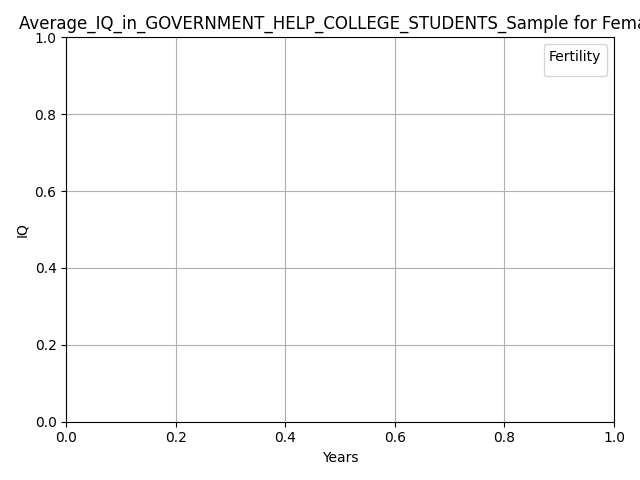 Average_IQ_in_GOVERNMENT_HELP_COLLEGE_STUDENTS_Sample for Fema
Fertility
1.0
0.8
0.6
0.4
0.2
0.0
IQ
0.0 0.2 0.4 0.6 0.8 1.0
Years